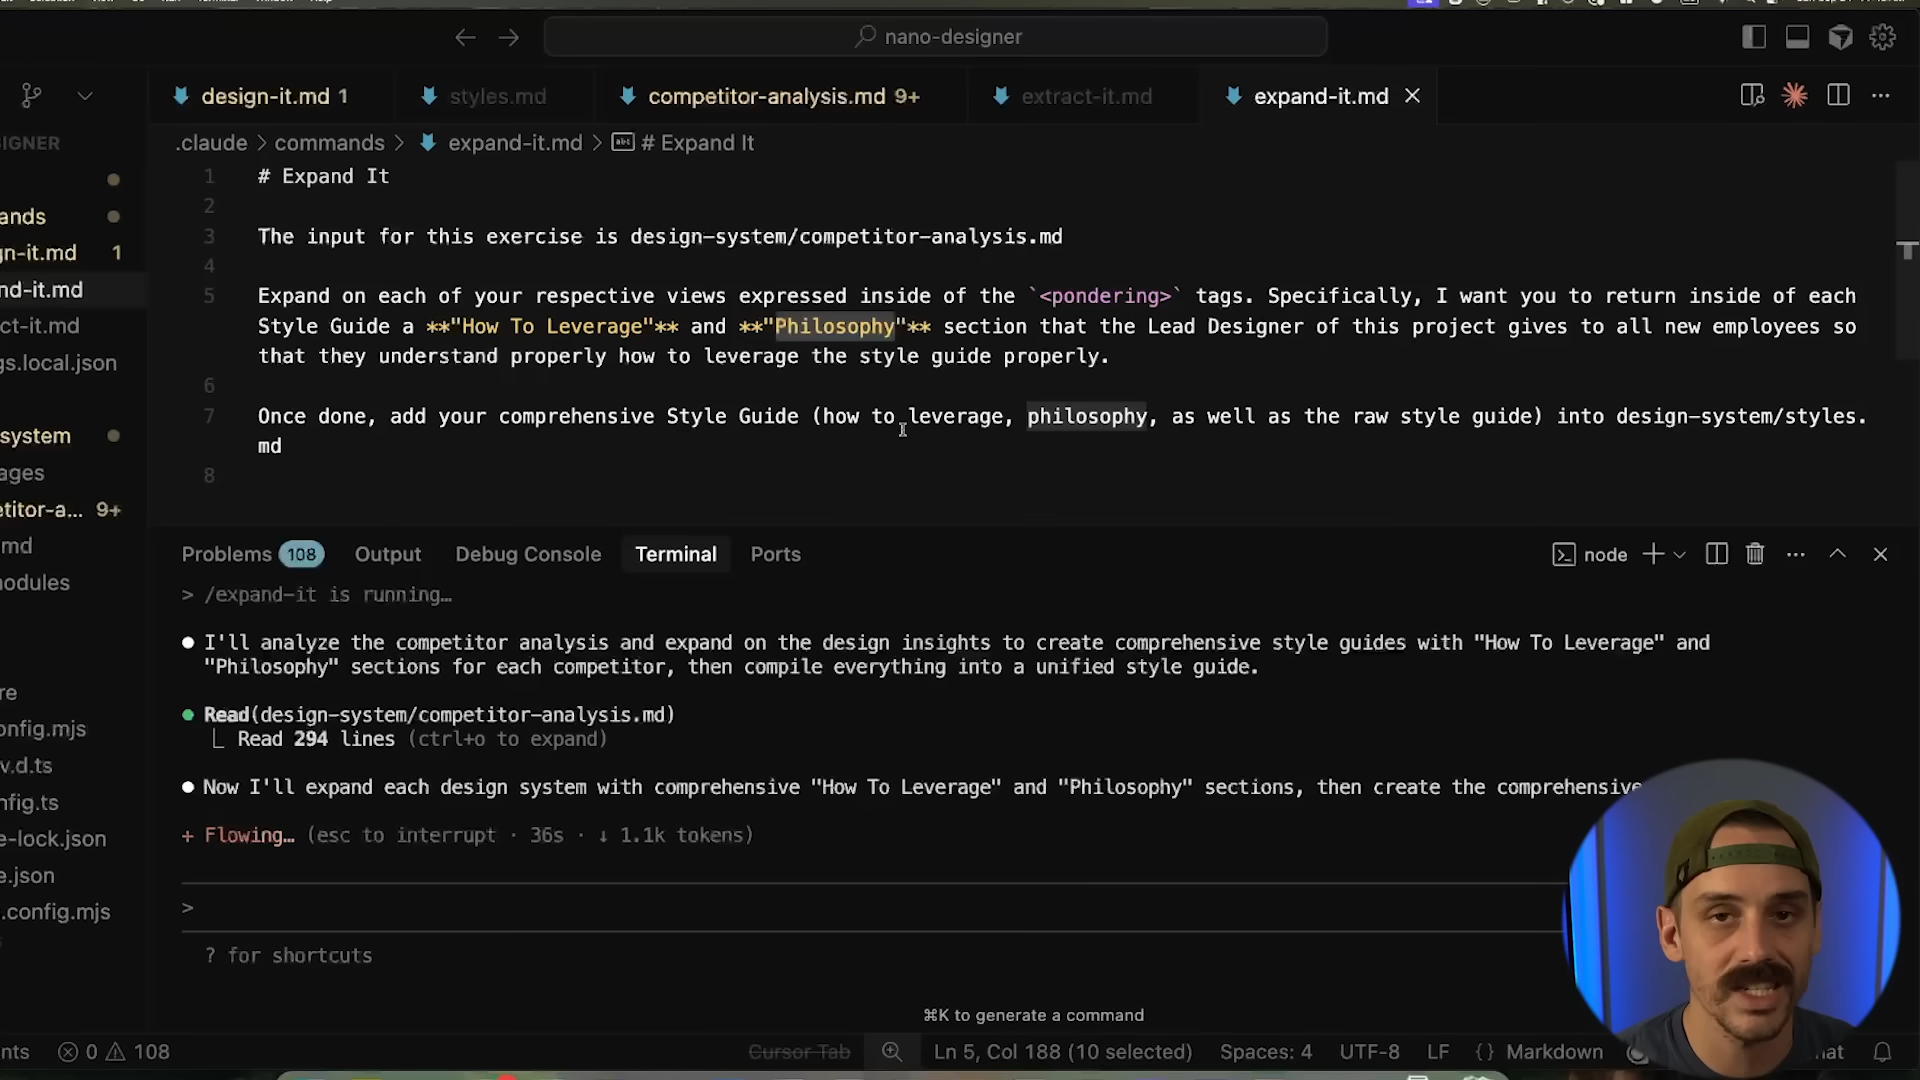 nano-designer
design-it.md 1
styles.md
competitor-analysis.md 9+
extract-it.md
expand-it.md
.claude > commands > expand-it.md > # Expand It
1 # Expand It
2
3 The input for this exercise is design-system/competitor-analysis.md
4
5 Expand on each of your respective views expressed inside of the `<pondering>` tags. Specifically, I want you to return inside of each
Style Guide a **"How To Leverage"** and **"Philosophy"** section that the Lead Designer of this project gives to all new employees so
that they understand properly how to leverage the style guide properly.
6
7 Once done, add your comprehensive Style Guide (how to leverage, philosophy, as well as the raw style guide) into design-system/styles.
md
8
IGNER
ands
gn-it.md 1
nd-it.md
ct-it.md
gs.local.json
system
ages
etitor-a... 9+
md
nodules
re
onfig.mjs
v.d.ts
nfig.ts
e-lock.json
e.json
.config.mjs
Problems 108
Output
Debug Console
Terminal
Ports
node
> /expand-it is running…
● I'll analyze the competitor analysis and expand on the design insights to create comprehensive style guides with "How To Leverage" and
"Philosophy" sections for each competitor, then compile everything into a unified style guide.
● Read(design-system/competitor-analysis.md)
⎿ Read 294 lines (ctrl+o to expand)
● Now I'll expand each design system with comprehensive "How To Leverage" and "Philosophy" sections, then create the comprehensive
+ Flowing… (esc to interrupt · 36s · ↓ 1.1k tokens)
>
? for shortcuts
⌘K to generate a command
nts
0 108
Cursor Tab
Ln 5, Col 188 (10 selected)
Spaces: 4
UTF-8
LF
{} Markdown
at